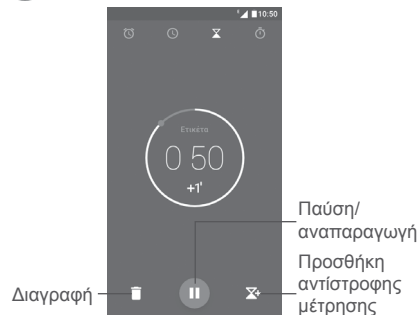 10:50
Ετικέτα
0 50
+1'
Παύση/
αναπαραγωγή
Προσθήκη
αντίστροφης
μέτρησης
Διαγραφή